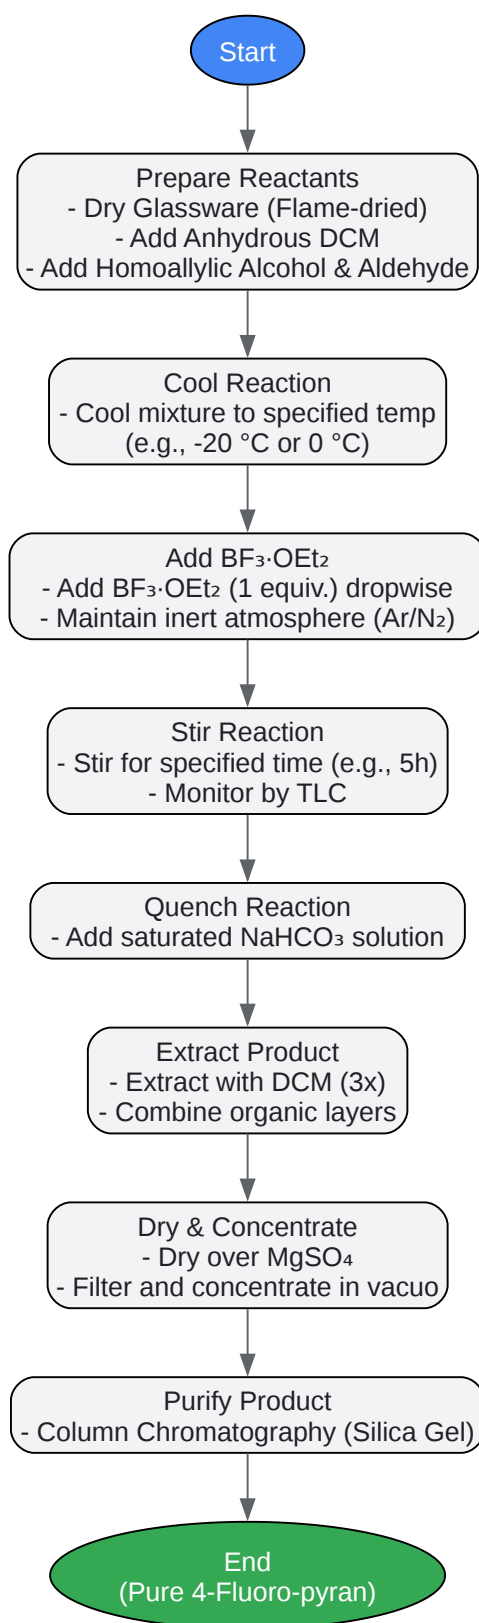 Start
Prepare Reactants
- Dry Glassware (Flame-dried)
- Add Anhydrous DCM
- Add Homoallylic Alcohol & Aldehyde
Cool Reaction
- Cool mixture to specified temp
(e.g., -20 °C or 0 °C)
Add BF₃·OEt₂
- Add BF₃·OEt₂ (1 equiv.) dropwise
- Maintain inert atmosphere (Ar/N₂)
Stir Reaction
- Stir for specified time (e.g., 5h)
- Monitor by TLC
Quench Reaction
- Add saturated NaHCO₃ solution
Extract Product
- Extract with DCM (3x)
- Combine organic layers
Dry & Concentrate
- Dry over MgSO₄
- Filter and concentrate in vacuo
Purify Product
- Column Chromatography (Silica Gel)
End
(Pure 4-Fluoro-pyran)